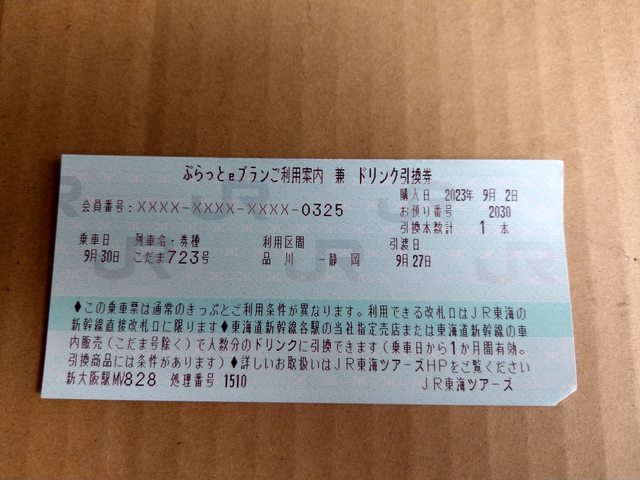 ぷらっとeプランご利用案内 兼 ドリンク引換券
購入日 2023年 9月 2日
会員番号:XXXX-XXXX-XXXX-0325
お預り番号 2030
引換本数計 1 本
乗車日 列車名・券種 利用区間 引渡日
9月30日 こだま723号 品川 →静岡 9月27日
♦この乗車票は通常のきっぷとご利用条件が異なります。利用できる改札口はJR東海の
新幹線直接改札口に限ります♦東海道新幹線各駅の当社指定売店または東海道新幹線の車
内販売(こだま号除く)で人数分のドリンクに引換できます(乗車日から1か月間有効。
引換商品には条件があります)♦詳しいお取扱いはJR東海ツアーズHPをご覧ください
新大阪駅MV828 処理番号 1510 JR東海ツアーズ